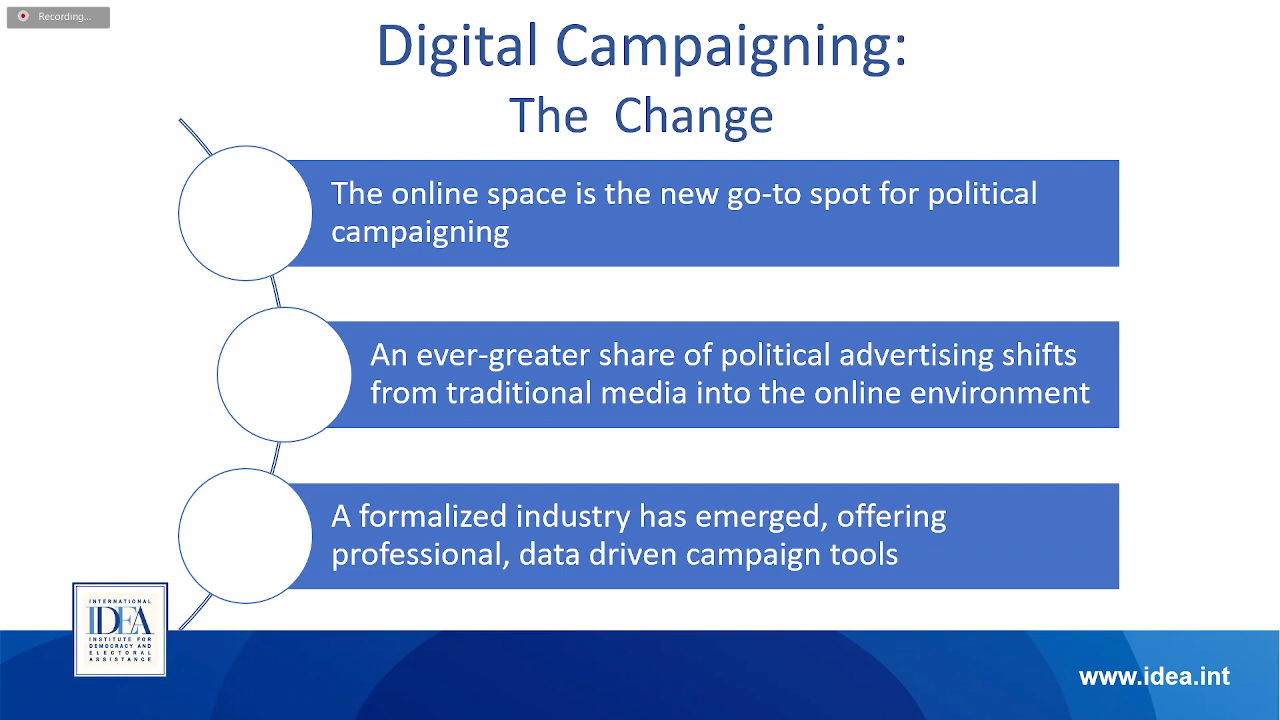 Recording...
Digital Campaigning:
The Change
The online space is the new go-to spot for political
campaigning
An ever-greater share of political advertising shifts
from traditional media into the online environment
A formalized industry has emerged, offering
professional, data driven campaign tools
INTERNATIONAL
IDEA
INSTITUTE FOR
DEMOCRACY AND
ELECTORAL
ASSISTANCE
www.idea.int